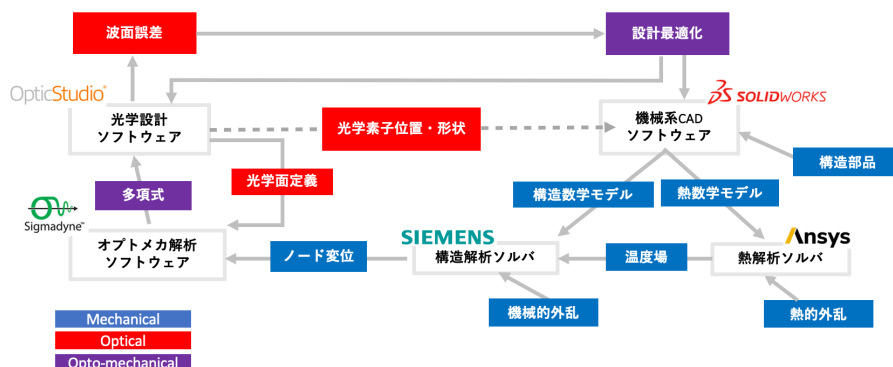 波面誤差
設計最適化
OpticStudio®
光学設計
ソフトウェア
光学素子位置・形状
SOLIDWORKS
機械系CAD
ソフトウェア
構造部品
光学面定義
多項式
構造数学モデル
熱数学モデル
Sigmadyne™
オプトメカ解析
ソフトウェア
ノード変位
SIEMENS
構造解析ソルバ
温度場
Ansys
熱解析ソルバ
機械的外乱
熱的外乱
Mechanical
Optical
Opto-mechanical